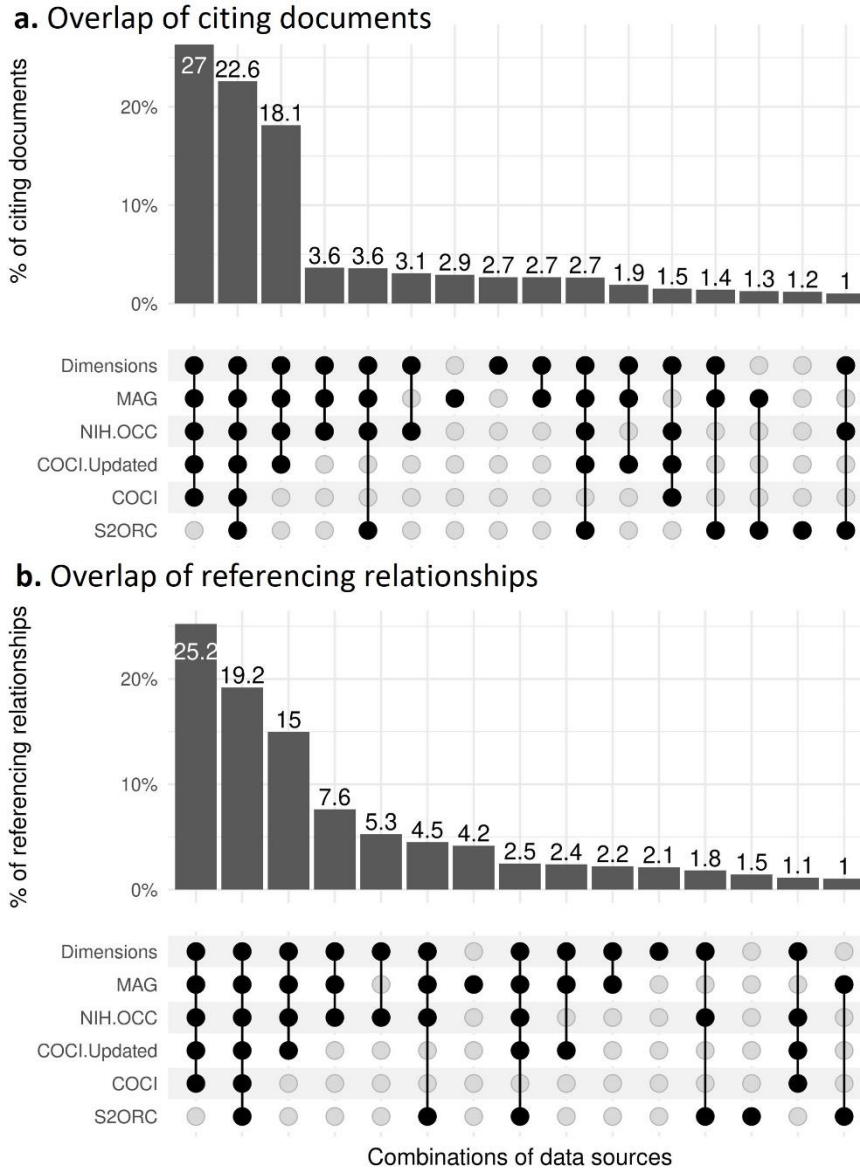 a. Overlap of citing documents
% of citing documents
20%
10%
0%
27 22.6 18.1 3.6 3.6 3.1 2.9 2.7 2.7 2.7 1.9 1.5 1.4 1.3 1.2 1
Dimensions
MAG
NIH.OCC
COCI.Updated
COCI
S2ORC
b. Overlap of referencing relationships
% of referencing relationships
20%
10%
0%
25.2 19.2 15 7.6 5.3 4.5 4.2 2.5 2.4 2.2 2.1 1.8 1.5 1.1 1
Dimensions
MAG
NIH.OCC
COCI.Updated
COCI
S2ORC
Combinations of data sources